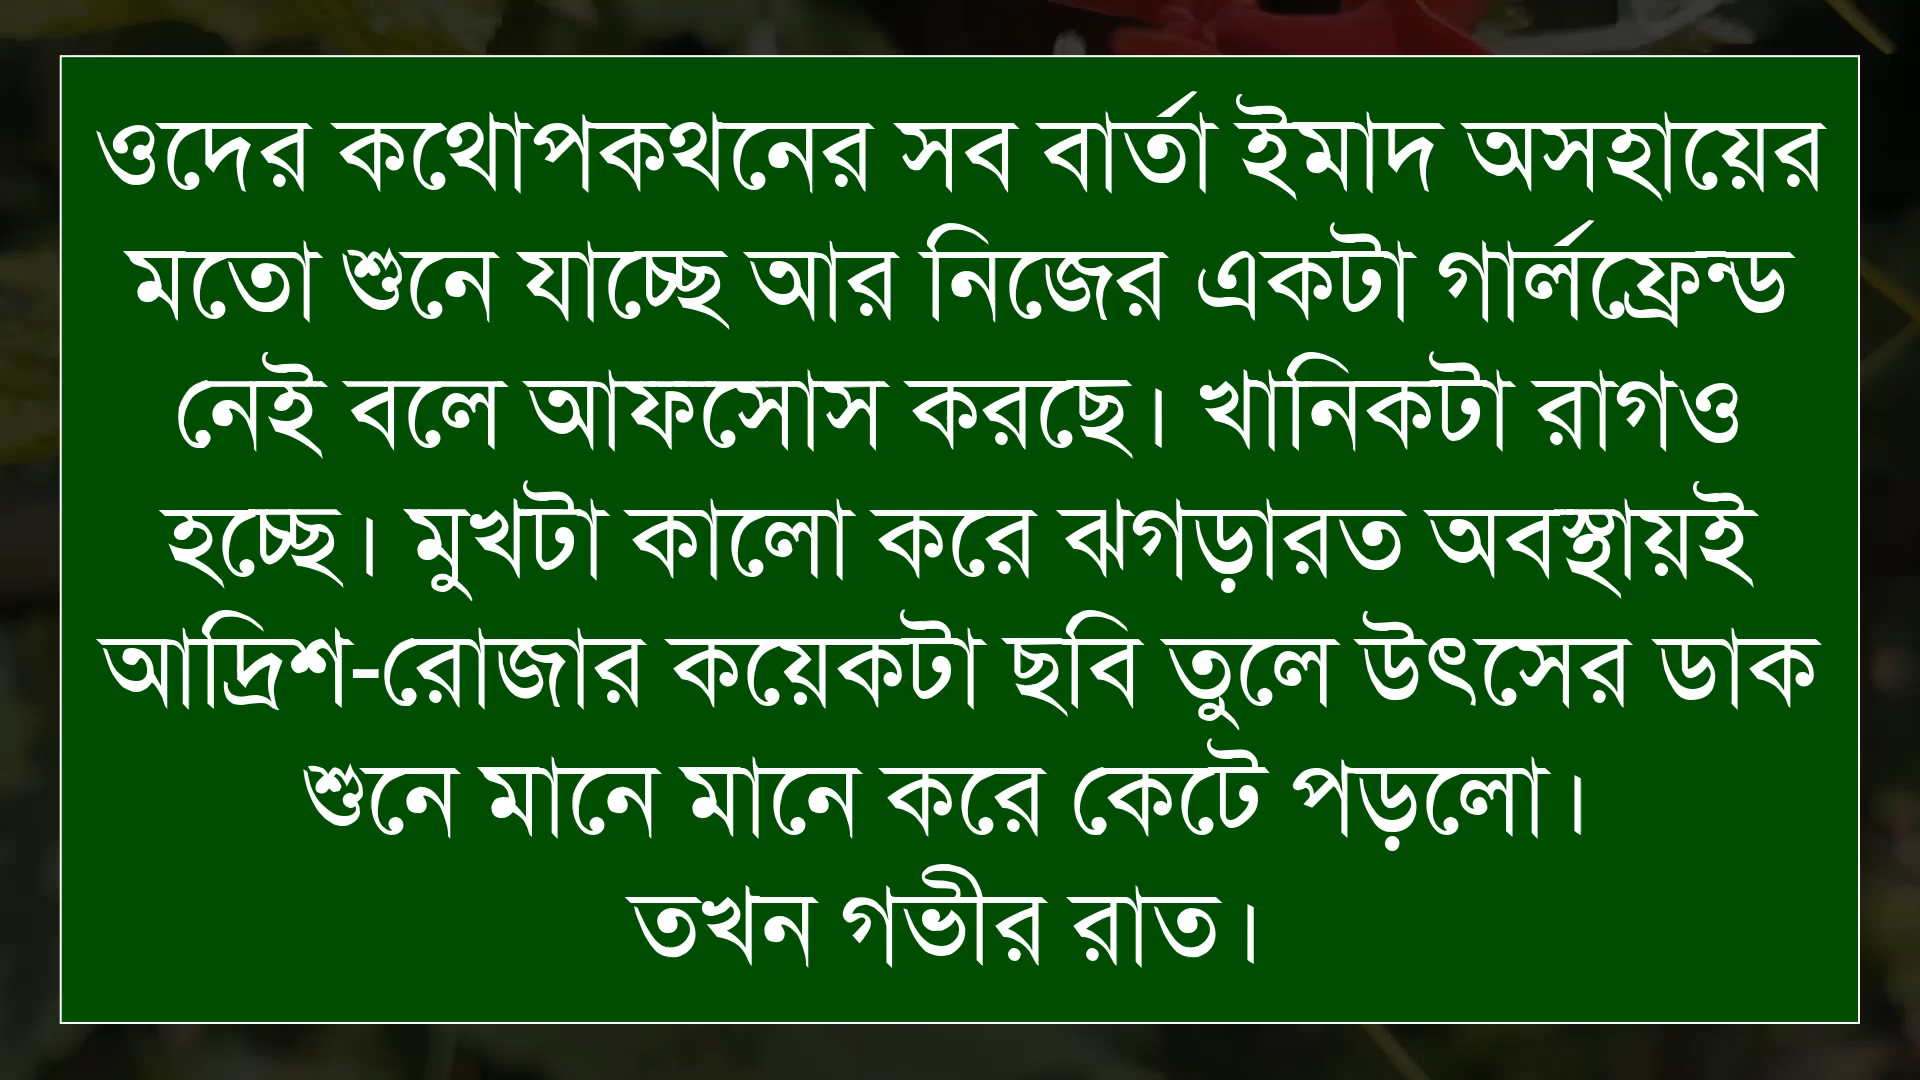 ওদের কথোপকথনের সব বার্তা ইমাদ অসহায়ের
মতো শুনে যাচ্ছে আর নিজের একটা গার্লফ্রেন্ড
নেই বলে আফসোস করছে। খানিকটা রাগও
হচ্ছে। মুখটা কালো করে ঝগড়ারত অবস্থায়ই
আদ্রিশ-রোজার কয়েকটা ছবি তুলে উৎসের ডাক
শুনে মানে মানে করে কেটে পড়লো।
তখন গভীর রাত।